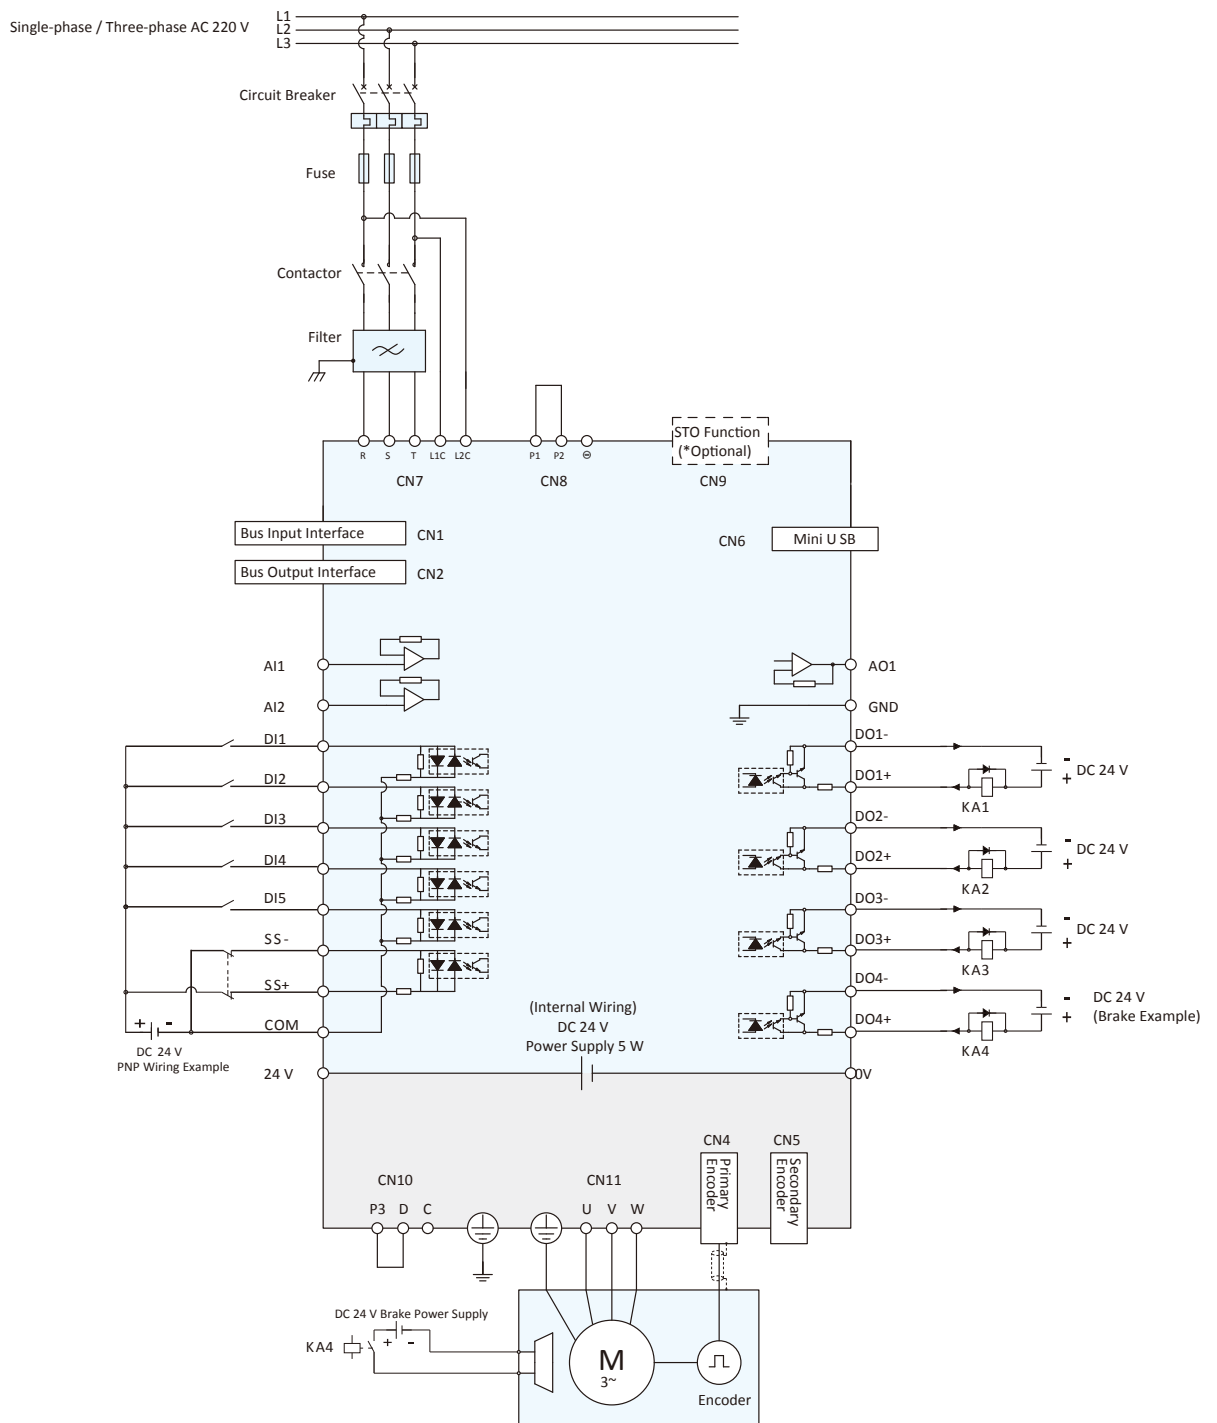 L1
Single-phase / Three-phase AC 220 V
L2
L3
Circuit Breaker
Fuse
Contactor
Filter
STO Function
(*Optional)
R S T L1C L2C
P1 P2 ⊖
CN7
CN8
CN9
Bus Input Interface
CN1
CN6
Mini U SB
Bus Output Interface
CN2
AI1
AO1
AI2
GND
DI1
DO1-
DI2
DO1+
- DC 24 V
+
KA1
DI3
DO2-
DI4
DO2+
- DC 24 V
+
KA2
DI5
DO3-
SS-
DO3+
- DC 24 V
+
KA3
SS+
DO4-
COM
DO4+
- DC 24 V
+ (Brake Example)
KA4
+ -
DC 24 V
PNP Wiring Example
(Internal Wiring)
DC 24 V
Power Supply 5 W
24 V
0V
CN4
CN5
Primary
Encoder
Secondary
Encoder
CN10
CN11
P3 D C
U V W
DC 24 V Brake Power Supply
+ -
KA4
M
3~
Encoder